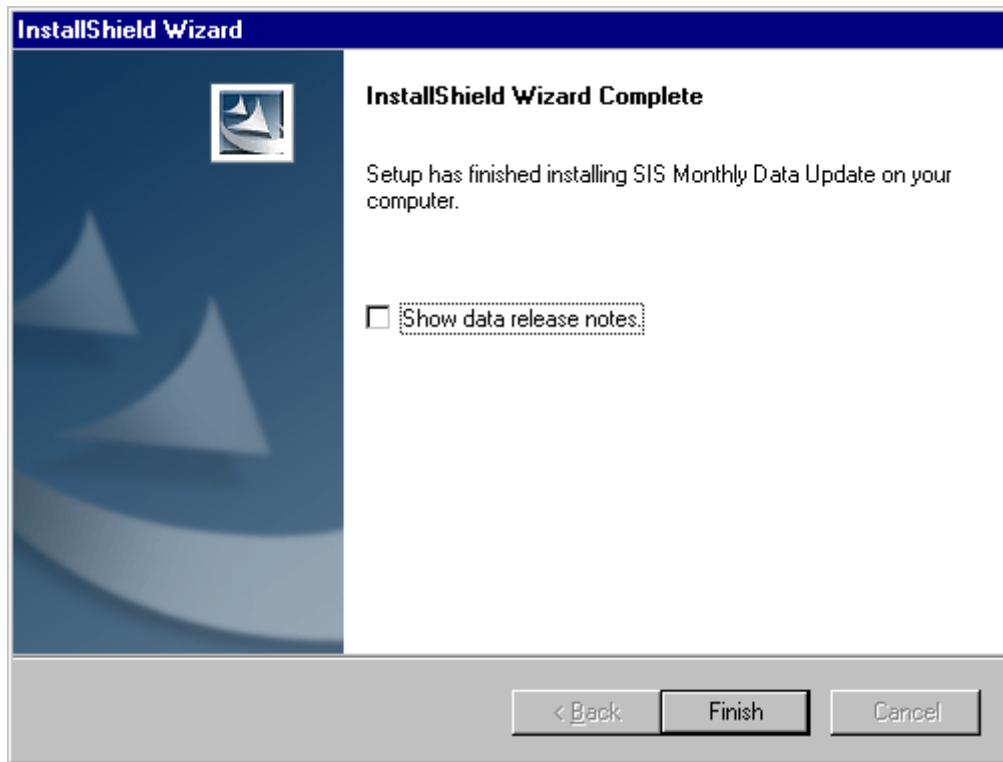 InstallShield Wizard
InstallShield Wizard Complete
Setup has finished installing SIS Monthly Data Update on your
computer.
Show data release notes.
< Back
Finish
Cancel